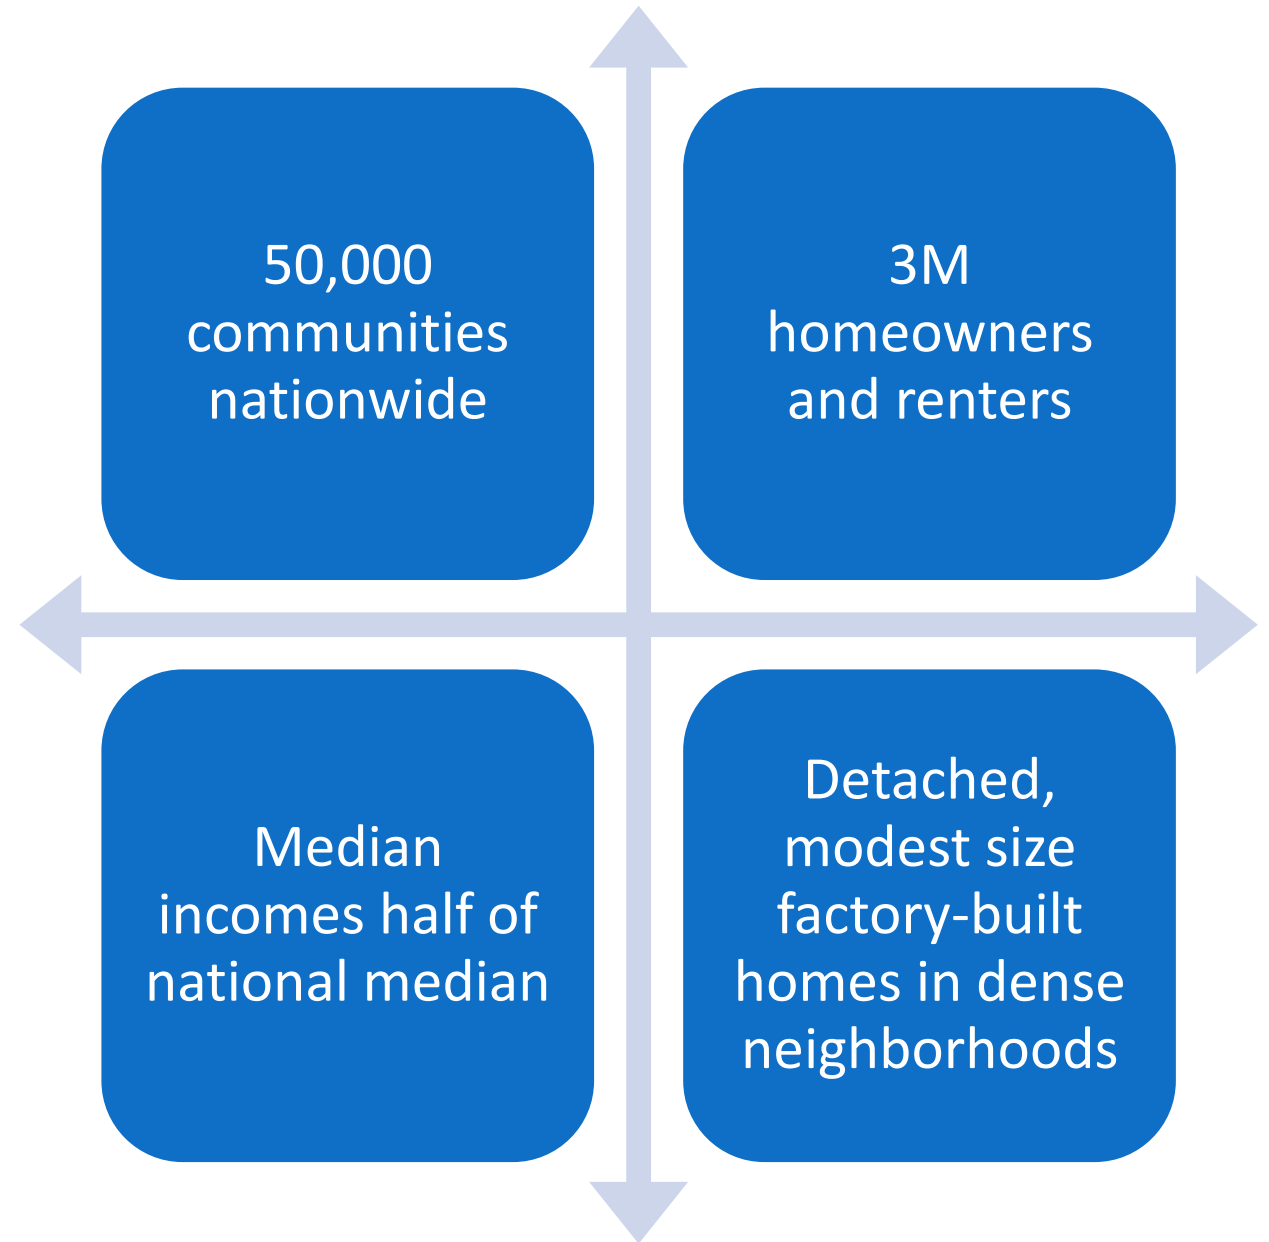 50,000
communities
nationwide
3M
homeowners
and renters
Median
incomes half of
national median
Detached,
modest size
factory-built
homes in dense
neighborhoods